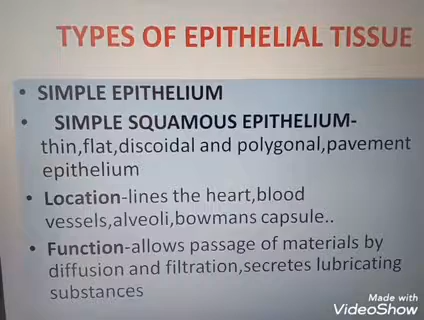 TYPES OF EPITHELIAL TISSUE
• SIMPLE EPITHELIUM
• SIMPLE SQUAMOUS EPITHELIUM-
thin,flat,discoidal and polygonal,pavement
epithelium
• Location-lines the heart,blood
vessels,alveoli,bowmans capsule..
• Function-allows passage of materials by
diffusion and filtration,secretes lubricating
substances
Made with
VideoShow